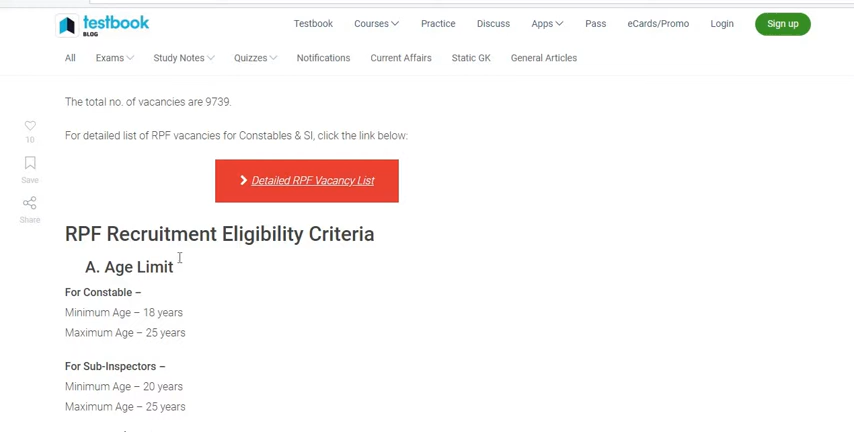 testbook
BLOG
Testbook Courses Practice Discuss Apps Pass eCards/Promo Login Sign up
All Exams Study Notes Quizzes Notifications Current Affairs Static GK General Articles
The total no. of vacancies are 9739.
10
For detailed list of RPF vacancies for Constables & SI, click the link below:
Save
Detailed RPF Vacancy List
Share
RPF Recruitment Eligibility Criteria
A. Age Limit
For Constable –
Minimum Age – 18 years
Maximum Age – 25 years
For Sub-Inspectors –
Minimum Age – 20 years
Maximum Age – 25 years